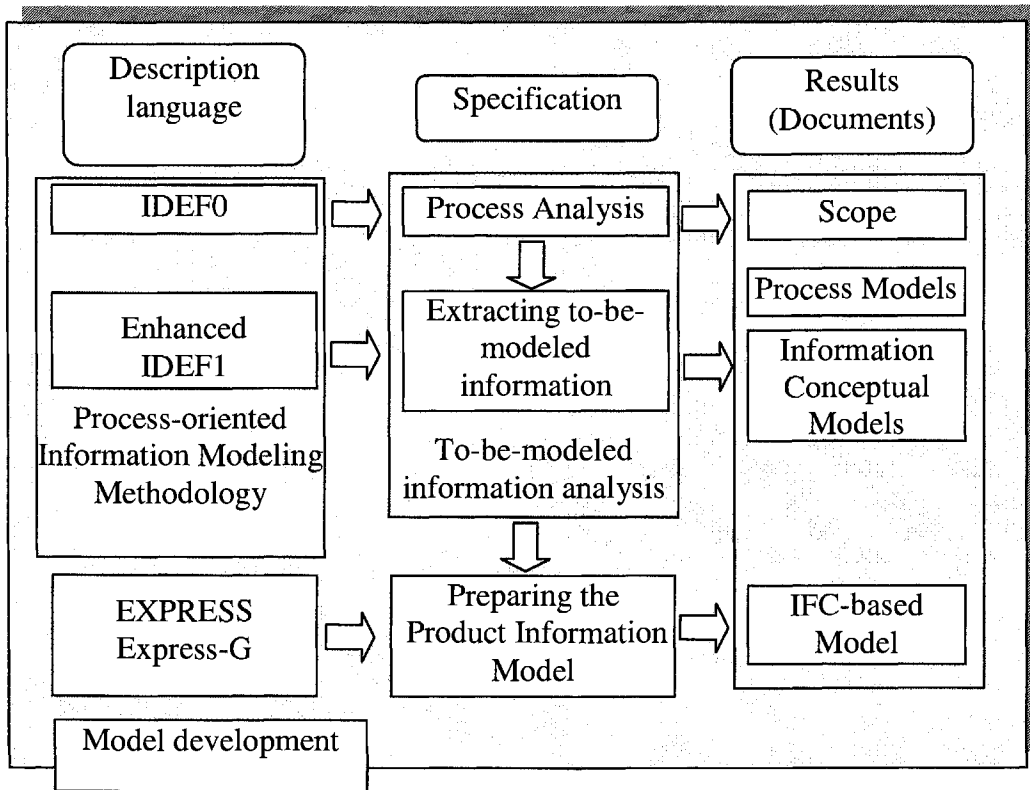 Description
language
Specification
Results
(Documents)
IDEF0
Process Analysis
Scope
Enhanced
IDEF1
Extracting to-be-
modeled
information
Process Models
Information
Conceptual
Models
Process-oriented
Information Modeling
Methodology
To-be-modeled
information analysis
EXPRESS
Express-G
Preparing the
Product Information
Model
IFC-based
Model
Model development